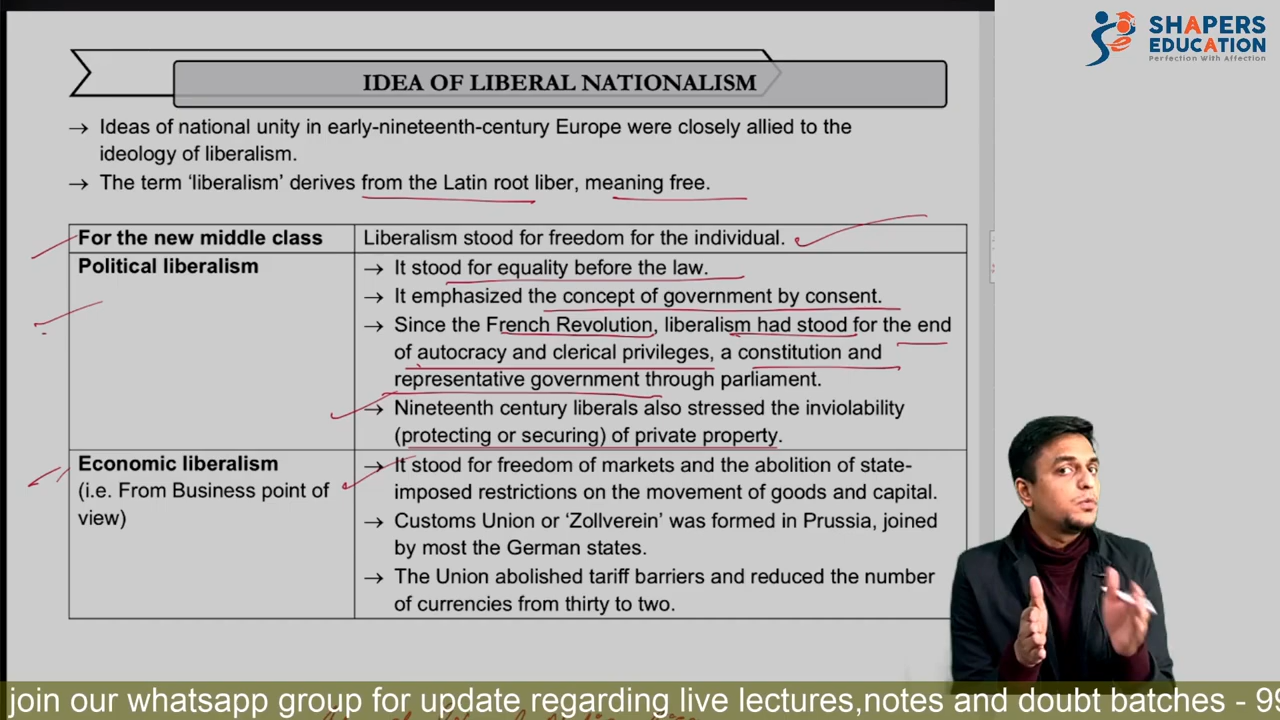 SHAPERS
EDUCATION
Perfection With Affection
IDEA OF LIBERAL NATIONALISM
→ Ideas of national unity in early-nineteenth-century Europe were closely allied to the
ideology of liberalism.
→ The term ‘liberalism’ derives from the Latin root liber, meaning free.
For the new middle class
Liberalism stood for freedom for the individual.
Political liberalism
→ It stood for equality before the law.
→ It emphasized the concept of government by consent.
→ Since the French Revolution, liberalism had stood for the end
of autocracy and clerical privileges, a constitution and
representative government through parliament.
→ Nineteenth century liberals also stressed the inviolability
(protecting or securing) of private property.
Economic liberalism
(i.e. From Business point of
view)
→ It stood for freedom of markets and the abolition of state-
imposed restrictions on the movement of goods and capital.
→ Customs Union or ‘Zollverein’ was formed in Prussia, joined
by most the German states.
→ The Union abolished tariff barriers and reduced the number
of currencies from thirty to two.
join our whatsapp group for update regarding live lectures,notes and doubt batches - 99